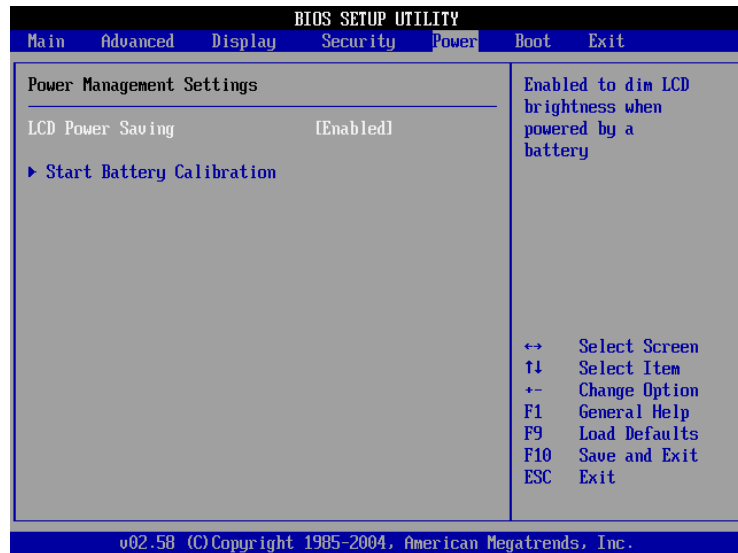 BIOS SETUP UTILITY
Main Advanced Display Security Power Boot Exit
Power Management Settings
LCD Power Saving [Enabled]
Start Battery Calibration
Enabled to dim LCD
brightness when
powered by a
battery
↔ Select Screen
↑↓ Select Item
+- Change Option
F1 General Help
F9 Load Defaults
F10 Save and Exit
ESC Exit
v02.58 (C)Copyright 1985-2004, American Megatrends, Inc.